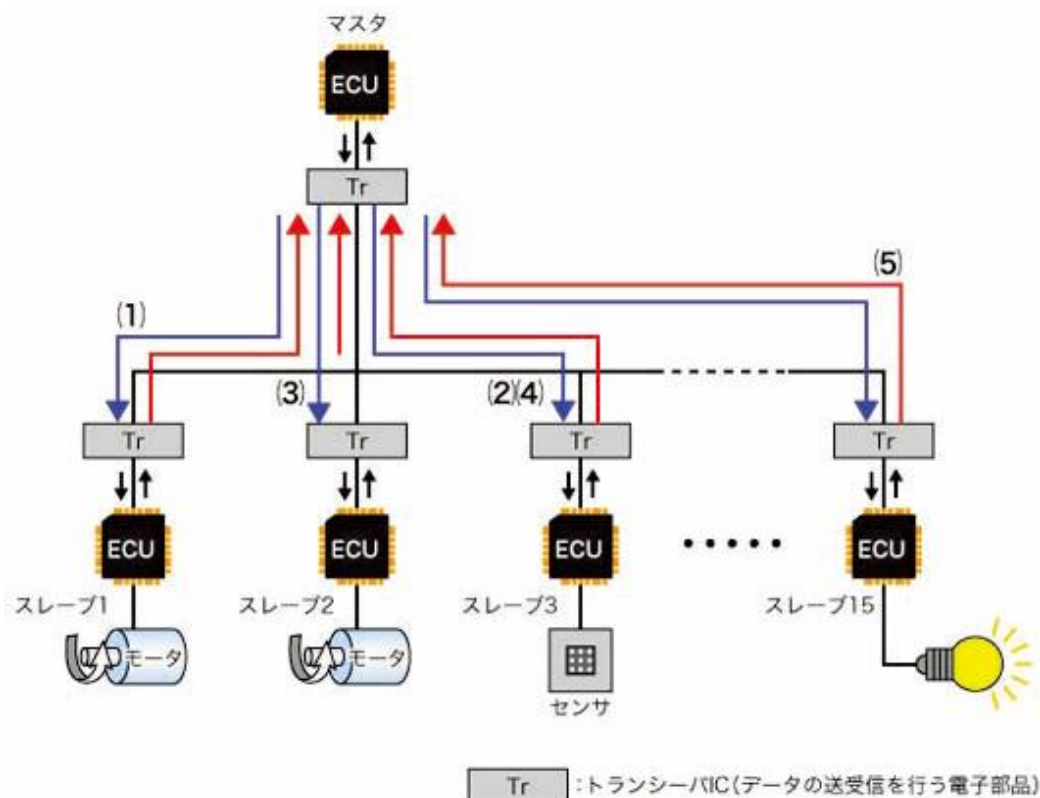 マスタ
ECU
Tr
(1)
(5)
(3)
(2)(4)
Tr
Tr
Tr
Tr
ECU
ECU
ECU
ECU
スレーブ1
スレーブ2
スレーブ3
スレーブ15
モータ
モータ
センサ
Tr :トランシーバIC(データの送受信を行う電子部品)